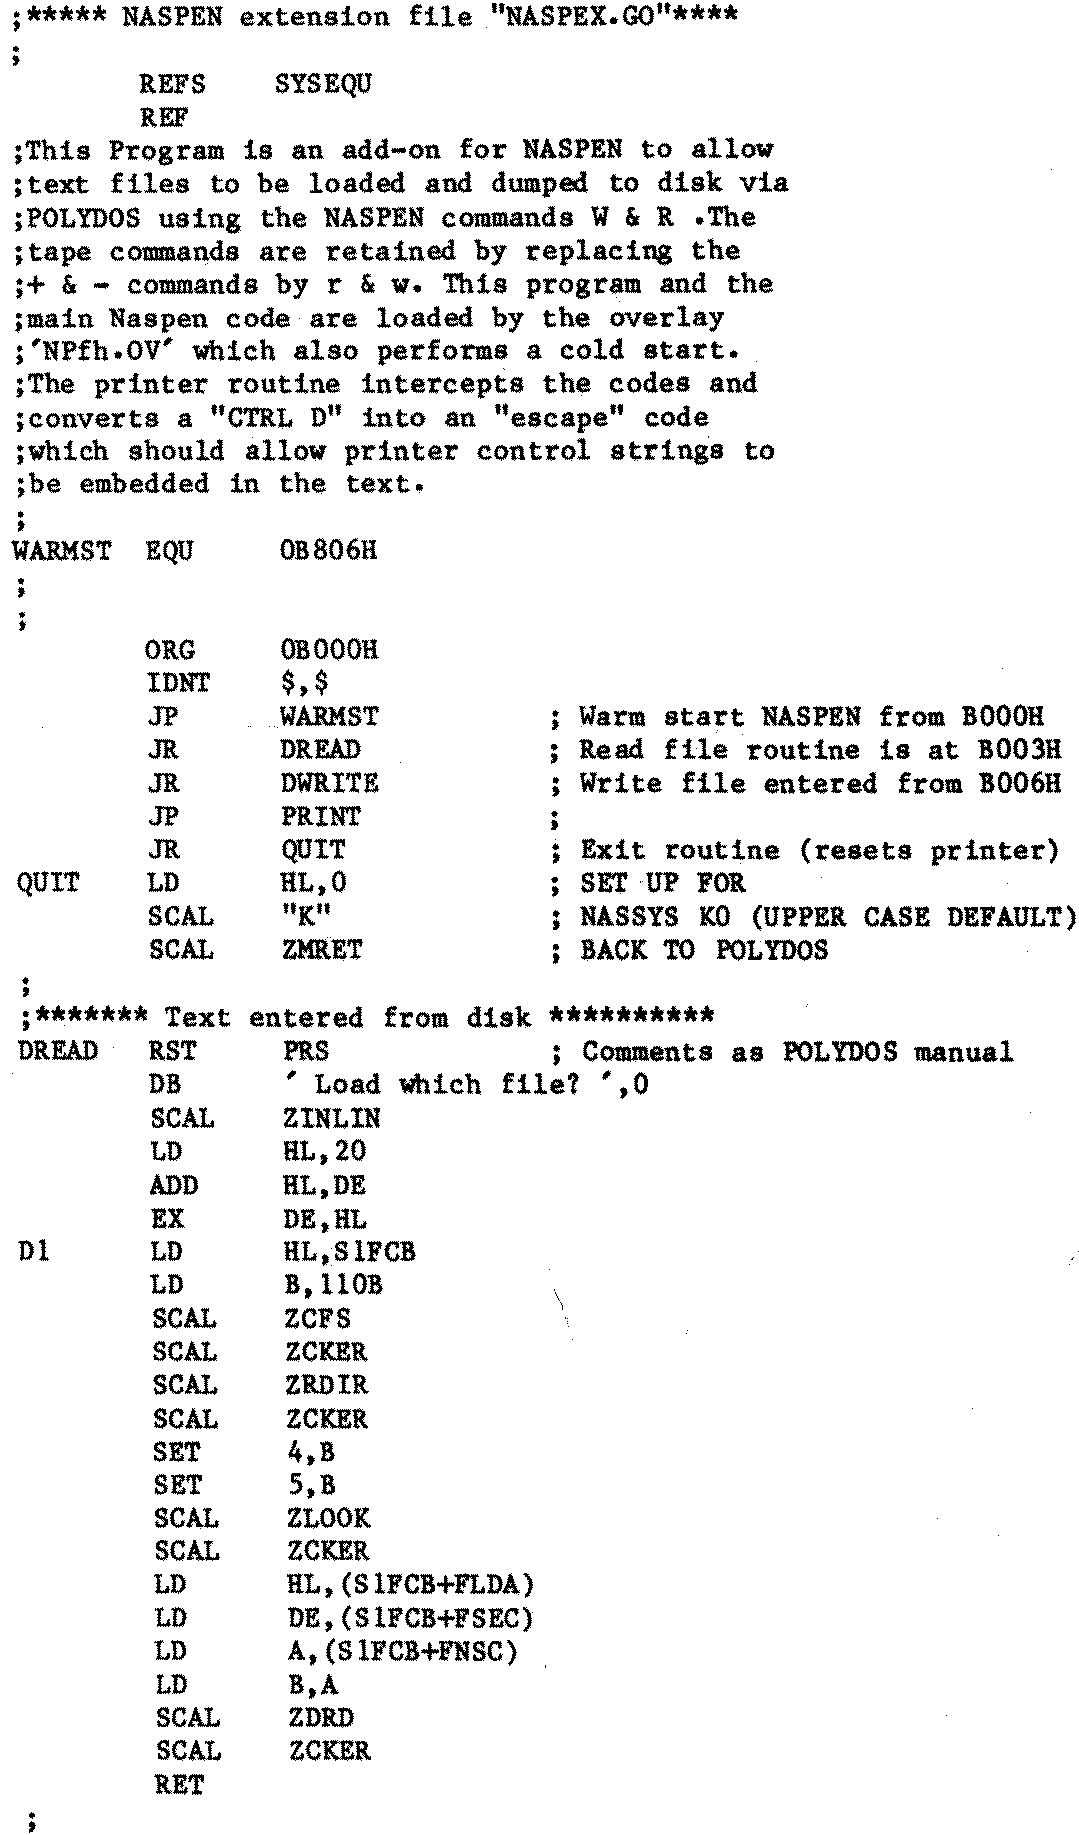 ;***** NASPEN extension file "NASPEX.GO"****
;
        REFS    SYSEQU
        REF
;This Program is an add-on for NASPEN to allow
;text files to be loaded and dumped to disk via
;POLYDOS using the NASPEN commands W & R .The
;tape commands are retained by replacing the
;+ & - commands by r & w. This program and the
;main Naspen code are loaded by the overlay
;'NPfh.OV' which also performs a cold start.
;The printer routine intercepts the codes and
;converts a "CTRL D" into an "escape" code
;which should allow printer control strings to
;be embedded in the text.
;
WARMST  EQU     0B806H
;
;
        ORG     0B000H
        IDNT    $,$
        JP      WARMST          ; Warm start NASPEN from B000H
        JR      DREAD           ; Read file routine is at B003H
        JR      DWRITE          ; Write file entered from B006H
        JP      PRINT           ;
        JR      QUIT            ; Exit routine (resets printer)
QUIT    LD      HL,0            ; SET UP FOR
        SCAL    "K"             ; NASSYS K0 (UPPER CASE DEFAULT)
        SCAL    ZMRET           ; BACK TO POLYDOS
;
;******* Text entered from disk **********
DREAD   RST     PRS             ; Comments as POLYDOS manual
        DB      ' Load which file? ',0
        SCAL    ZINLIN
        LD      HL,20
        ADD     HL,DE
        EX      DE,HL
D1      LD      HL,S1FCB
        LD      B,110B
        SCAL    ZCFS
        SCAL    ZCKER
        SCAL    ZRDIR
        SCAL    ZCKER
        SET     4,B
        SET     5,B
        SCAL    ZLOOK
        SCAL    ZCKER
        LD      HL,(S1FCB+FLDA)
        LD      DE,(S1FCB+FSEC)
        LD      A,(S1FCB+FNSC)
        LD      B,A
        SCAL    ZDRD
        SCAL    ZCKER
        RET
;